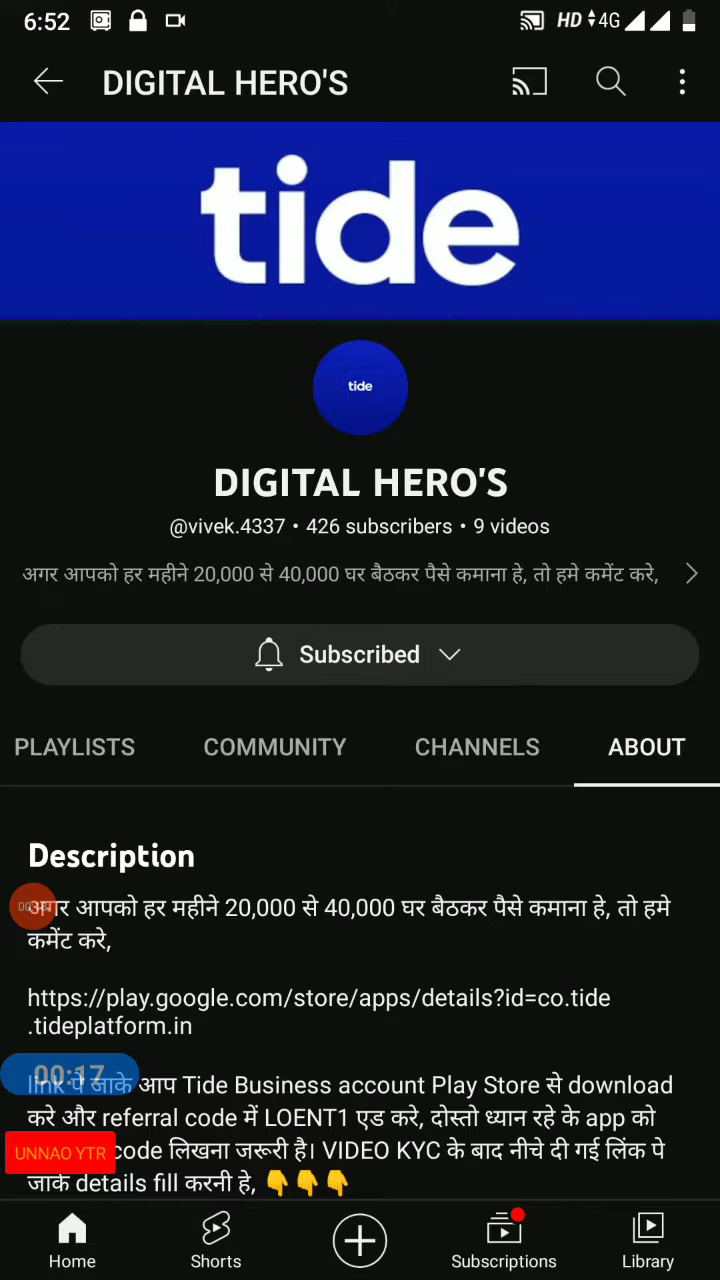 6:52 HD 4G
DIGITAL HERO'S
tide
tide
DIGITAL HERO'S
@vivek.4337 • 426 subscribers • 9 videos
अगर आपको हर महीने 20,000 से 40,000 घर बैठकर पैसे कमाना हे, तो हमे कमेंट करे,
Subscribed
PLAYLISTS COMMUNITY CHANNELS ABOUT
Description
अगर आपको हर महीने 20,000 से 40,000 घर बैठकर पैसे कमाना हे, तो हमे
कमेंट करे,
https://play.google.com/store/apps/details?id=co.tide
.tideplatform.in
00:17
link पे जाके आप Tide Business account Play Store से download
करे और referral code में LOENT1 एड करे, दोस्तो ध्यान रहे के app को
UNNAO YTR
code लिखना जरूरी है। VIDEO KYC के बाद नीचे दी गई लिंक पे
जाके details fill करनी हे, 👇👇👇
Home Shorts Subscriptions Library